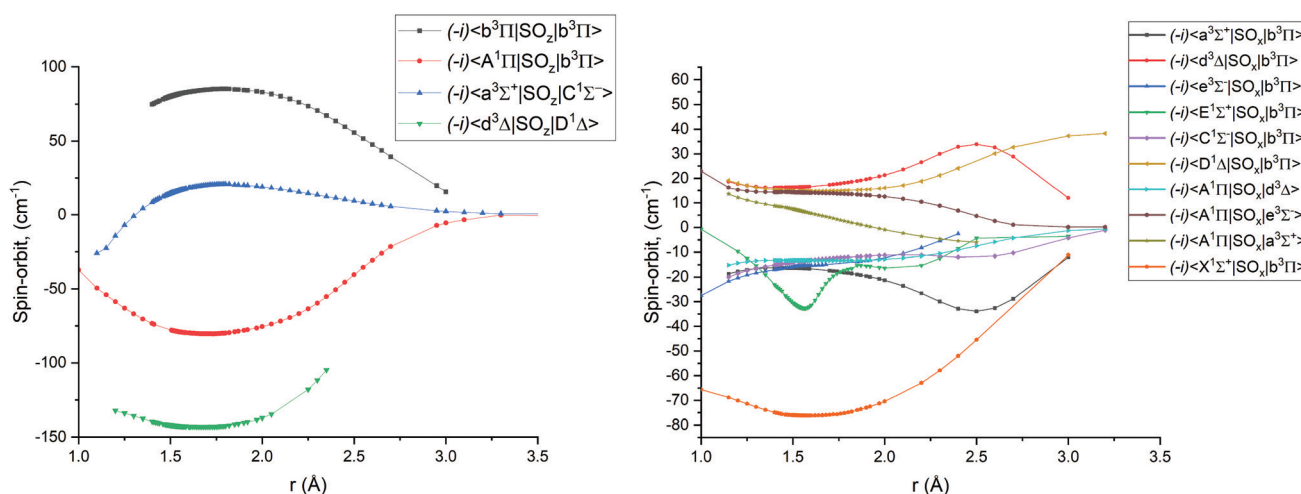 (-i)<b³Π|SO_z|b³Π>
(-i)<A¹Π|SO_z|b³Π>
(-i)<a³Σ⁺|SO_z|C¹Σ⁻>
(-i)<d³Δ|SO_z|D¹Δ>
100
50
0
-50
-100
-150
Spin-orbit, (cm⁻¹)
1.0 1.5 2.0 2.5 3.0 3.5
r (Å)
(-i)<a³Σ⁺|SO_x|b³Π>
(-i)<d³Δ|SO_x|b³Π>
(-i)<e³Σ⁻|SO_x|b³Π>
(-i)<E¹Σ⁺|SO_x|b³Π>
(-i)<C¹Σ⁻|SO_x|b³Π>
(-i)<D¹Δ|SO_x|b³Π>
(-i)<A¹Π|SO_x|d³Δ>
(-i)<A¹Π|SO_x|e³Σ⁻>
(-i)<A¹Π|SO_x|a³Σ⁺>
(-i)<X¹Σ⁺|SO_x|b³Π>
60
50
40
30
20
10
0
-10
-20
-30
-40
-50
-60
-70
-80
Spin-orbit, (cm⁻¹)
1.0 1.5 2.0 2.5 3.0 3.5
r (Å)